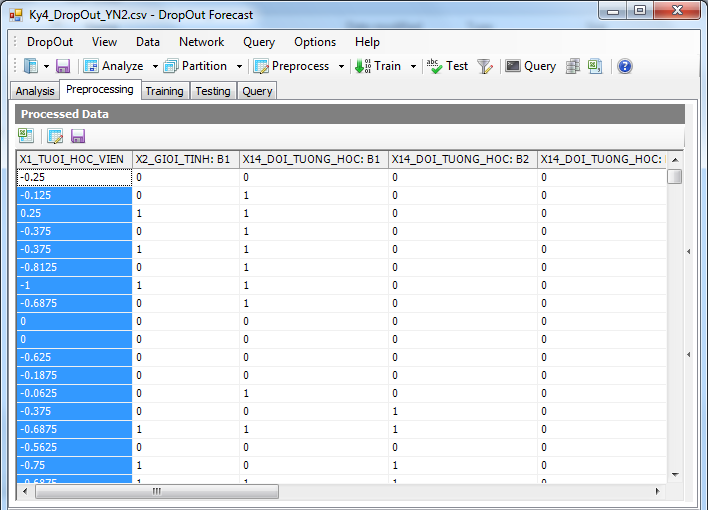 Ky4_DropOut_YN2.csv - DropOut Forecast
DropOut View Data Network Query Options Help
Analyze Partition Preprocess Train Test Query
Analysis Preprocessing Training Testing Query
Processed Data
X1_TUOI_HOC_VIEN X2_GIOI_TINH: B1 X14_DOI_TUONG_HOC: B1 X14_DOI_TUONG_HOC: B2 X14_DOI_TUONG_HOC:
-0.25 0 0 0 0
-0.125 0 1 0 0
0.25 1 1 0 0
-0.375 0 1 0 0
-0.375 1 1 0 0
-0.8125 0 1 0 0
-1 1 1 0 0
-0.6875 0 1 0 0
0 0 0 0 0
0 0 0 0 0
-0.625 0 0 0 0
-0.1875 0 0 0 0
-0.0625 0 1 0 0
-0.375 0 0 1 0
-0.6875 1 1 1 0
-0.5625 0 0 0 0
-0.75 1 0 1 0
-0.6875 1 1 1 0